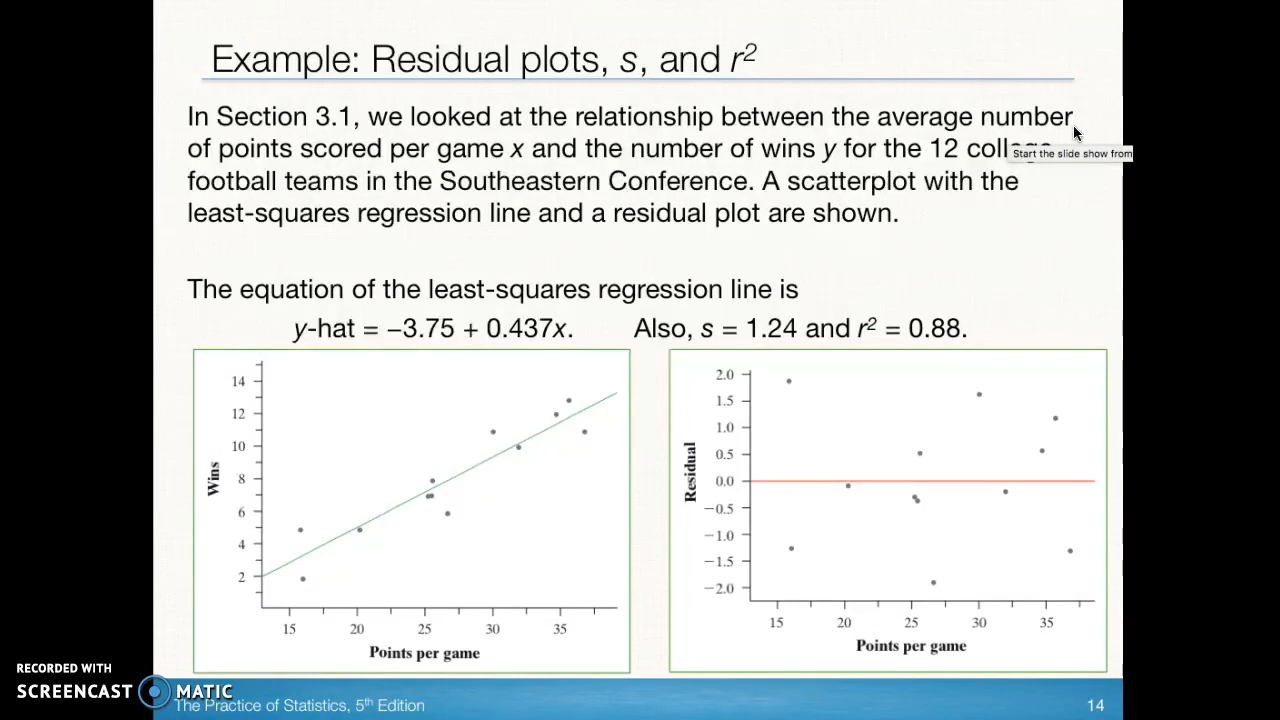 Example: Residual plots, s, and r²
In Section 3.1, we looked at the relationship between the average number
of points scored per game x and the number of wins y for the 12 college
Start the slide show from
football teams in the Southeastern Conference. A scatterplot with the
least-squares regression line and a residual plot are shown.
The equation of the least-squares regression line is
y-hat = −3.75 + 0.437x. Also, s = 1.24 and r² = 0.88.
14
12
10
8
6
4
2
Wins
15 20 25 30 35
Points per game
2.0
1.5
1.0
0.5
0.0
−0.5
−1.0
−1.5
−2.0
Residual
15 20 25 30 35
Points per game
RECORDED WITH
SCREENCAST MATIC
The Practice of Statistics, 5th Edition
14